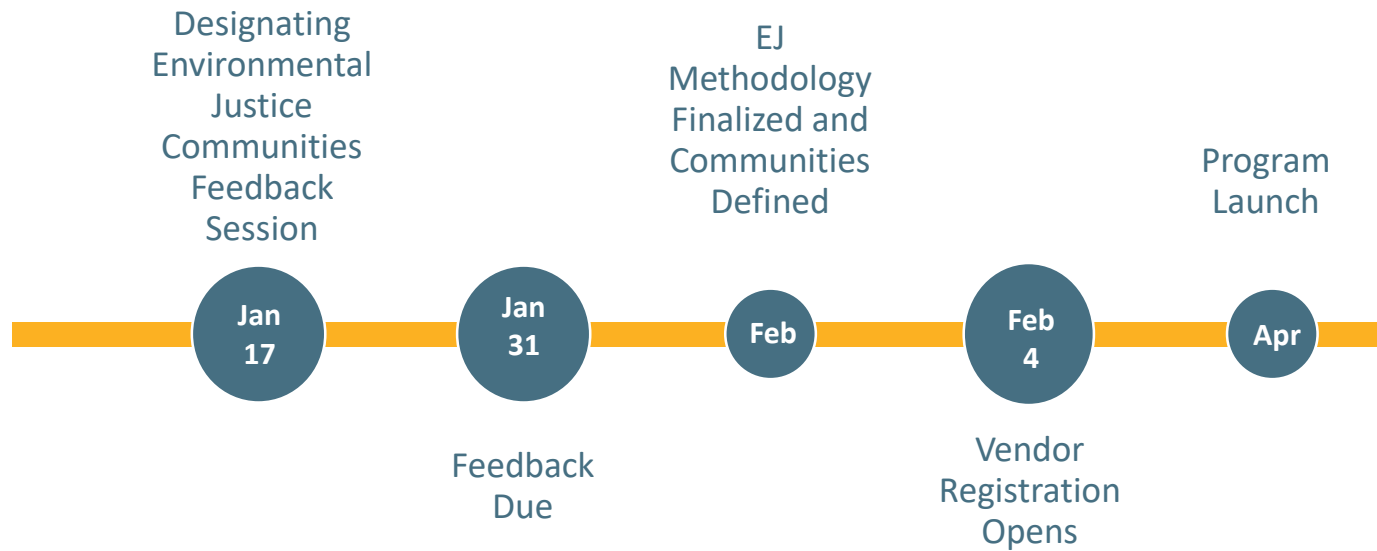 Designating
Environmental
Justice
Communities
Feedback
Session
Jan
17
Jan
31
Feedback
Due
EJ
Methodology
Finalized and
Communities
Defined
Feb
Feb
4
Vendor
Registration
Opens
Program
Launch
Apr